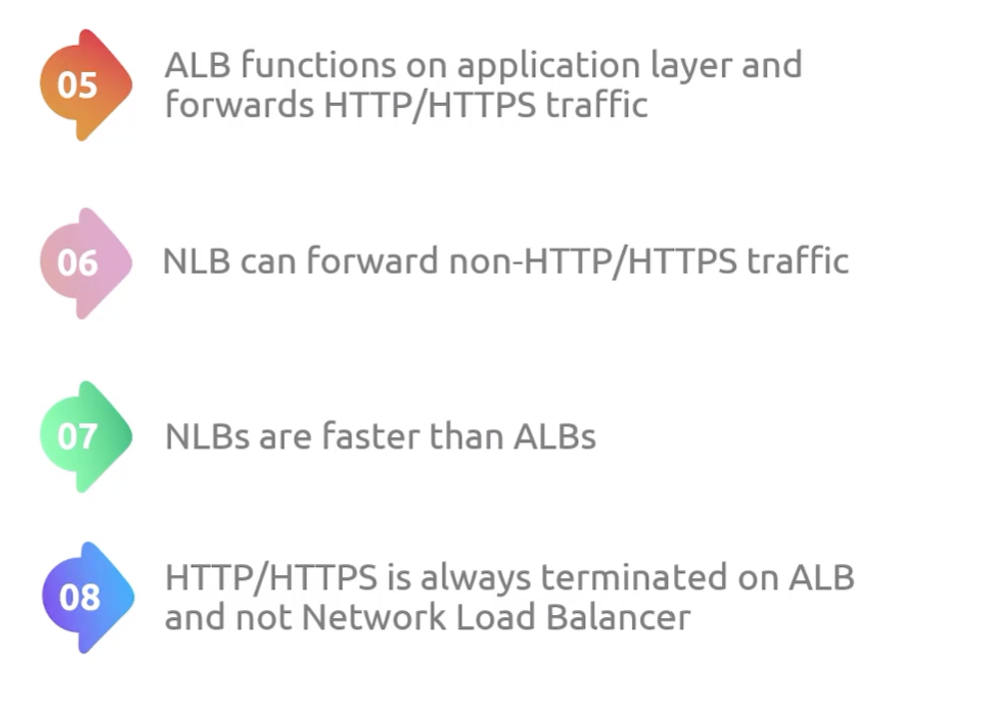 05
ALB functions on application layer and
forwards HTTP/HTTPS traffic
06
NLB can forward non-HTTP/HTTPS traffic
07
NLBs are faster than ALBs
08
HTTP/HTTPS is always terminated on ALB
and not Network Load Balancer